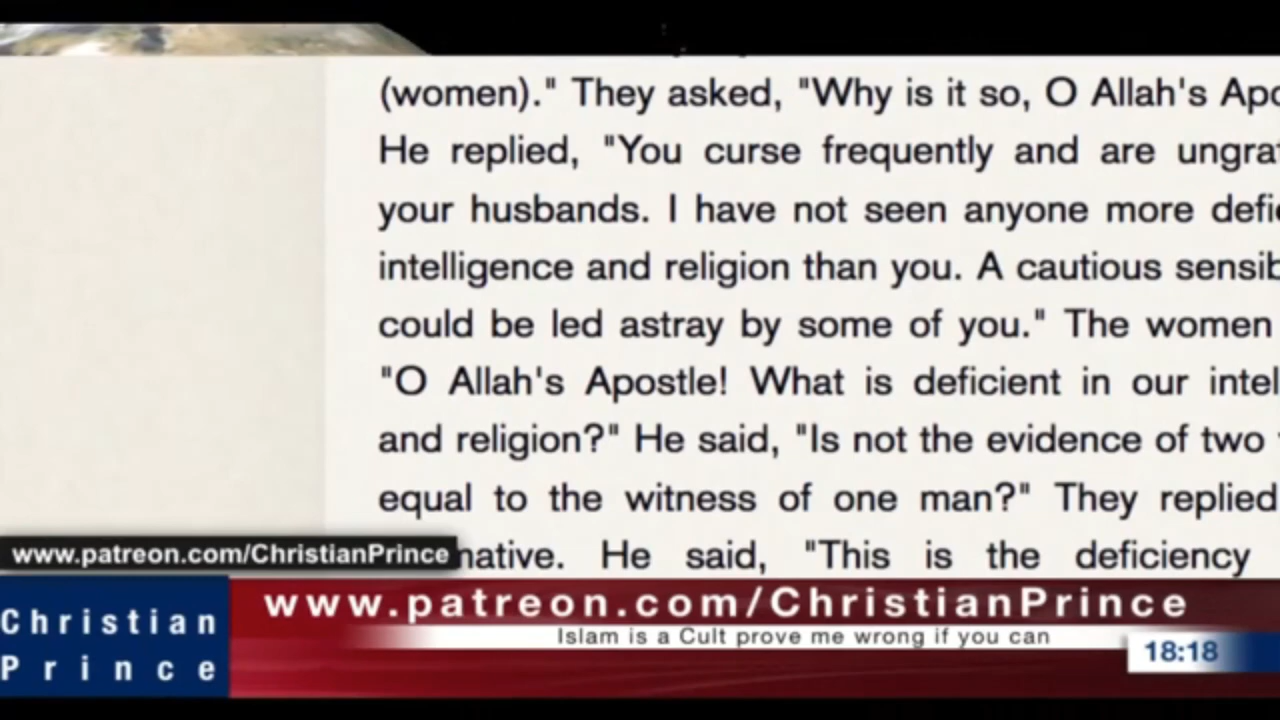 (women)." They asked, "Why is it so, O Allah's
He replied, "You curse frequently and are
your husbands. I have not seen anyone more
intelligence and religion than you. A cautious
could be led astray by some of you." The women
"O Allah's Apostle! What is deficient in our
and religion?" He said, "Is not the evidence of two
equal to the witness of one man?" They replied
native. He said, "This is the deficiency
www.patreon.com/ChristianPrince
www.patreon.com/ChristianPrince
Islam is a Cult prove me wrong if you can
Christian
Prince
18:18